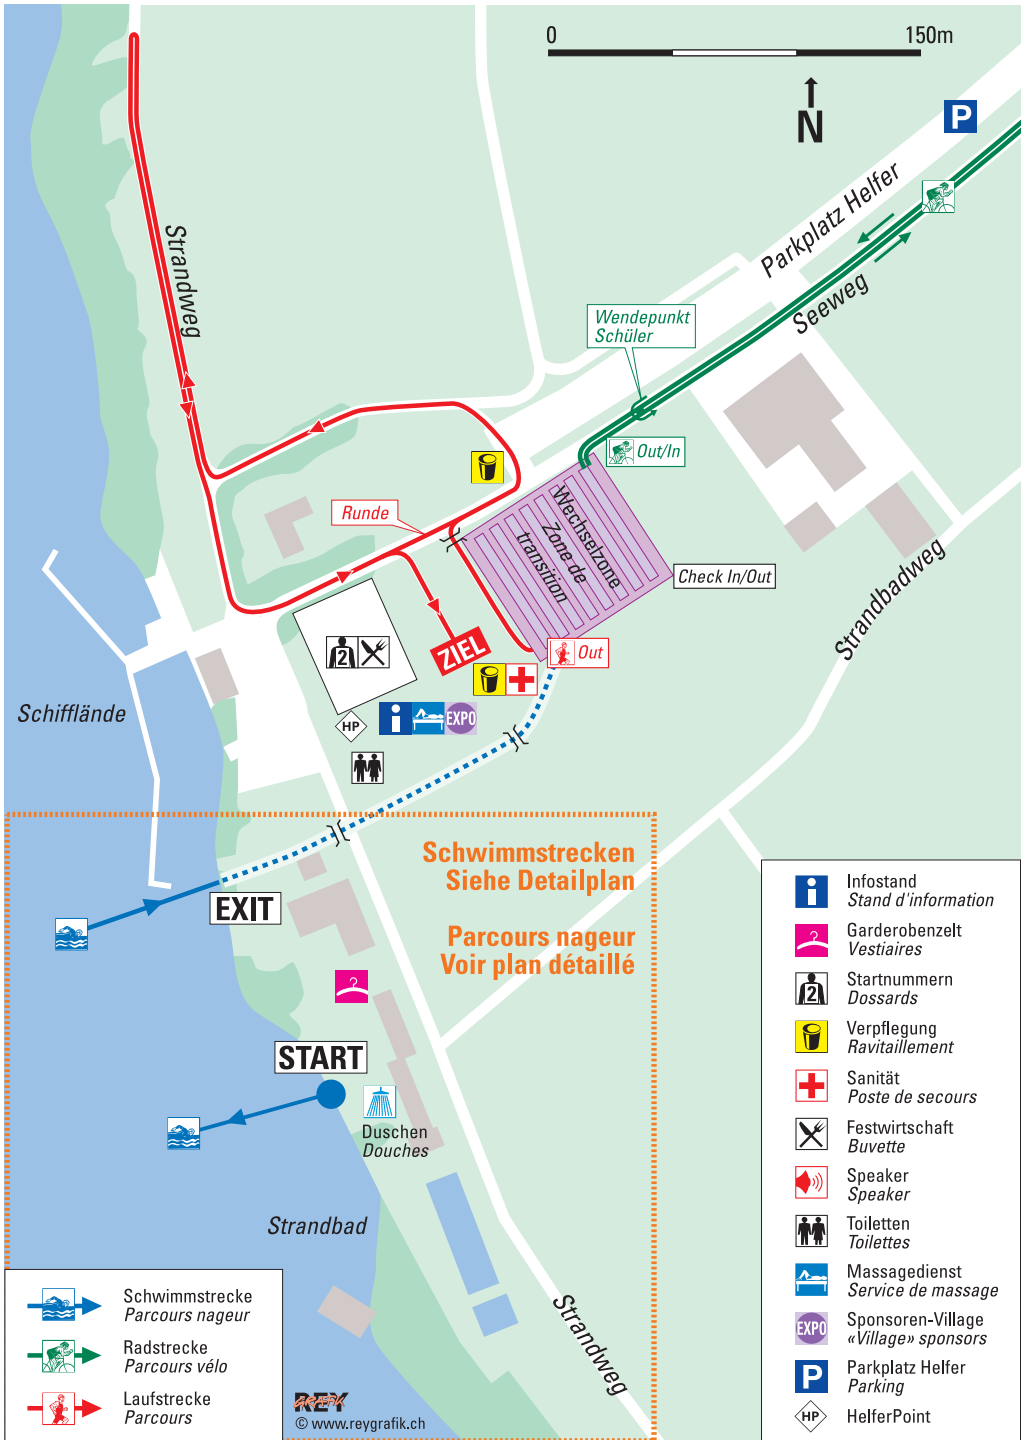 0
150m
N
P
Parkplatz Helfer
Strandweg
Seeweg
Wendepunkt
Schüler
Out/In
Runde
Wechselzone
Zone de
transition
Check In/Out
Strandbadweg
ZIEL
Out
2
Schifflände
HP
i
EXPO
Schwimmstrecken
Siehe Detailplan
EXIT
Parcours nageur
Voir plan détaillé
START
Duschen
Douches
Strandbad
Strandweg
i
Infostand
Stand d'information
Garderobenzelt
Vestiaires
2
Startnummern
Dossards
Verpflegung
Ravitaillement
Sanität
Poste de secours
Festwirtschaft
Buvette
Speaker
Speaker
Toiletten
Toilettes
Massagedienst
Service de massage
EXPO
Sponsoren-Village
«Village» sponsors
P
Parkplatz Helfer
Parking
HP
HelferPoint
Schwimmstrecke
Parcours nageur
Radstrecke
Parcours vélo
Laufstrecke
Parcours
REY
GRAFIK
© www.reygrafik.ch